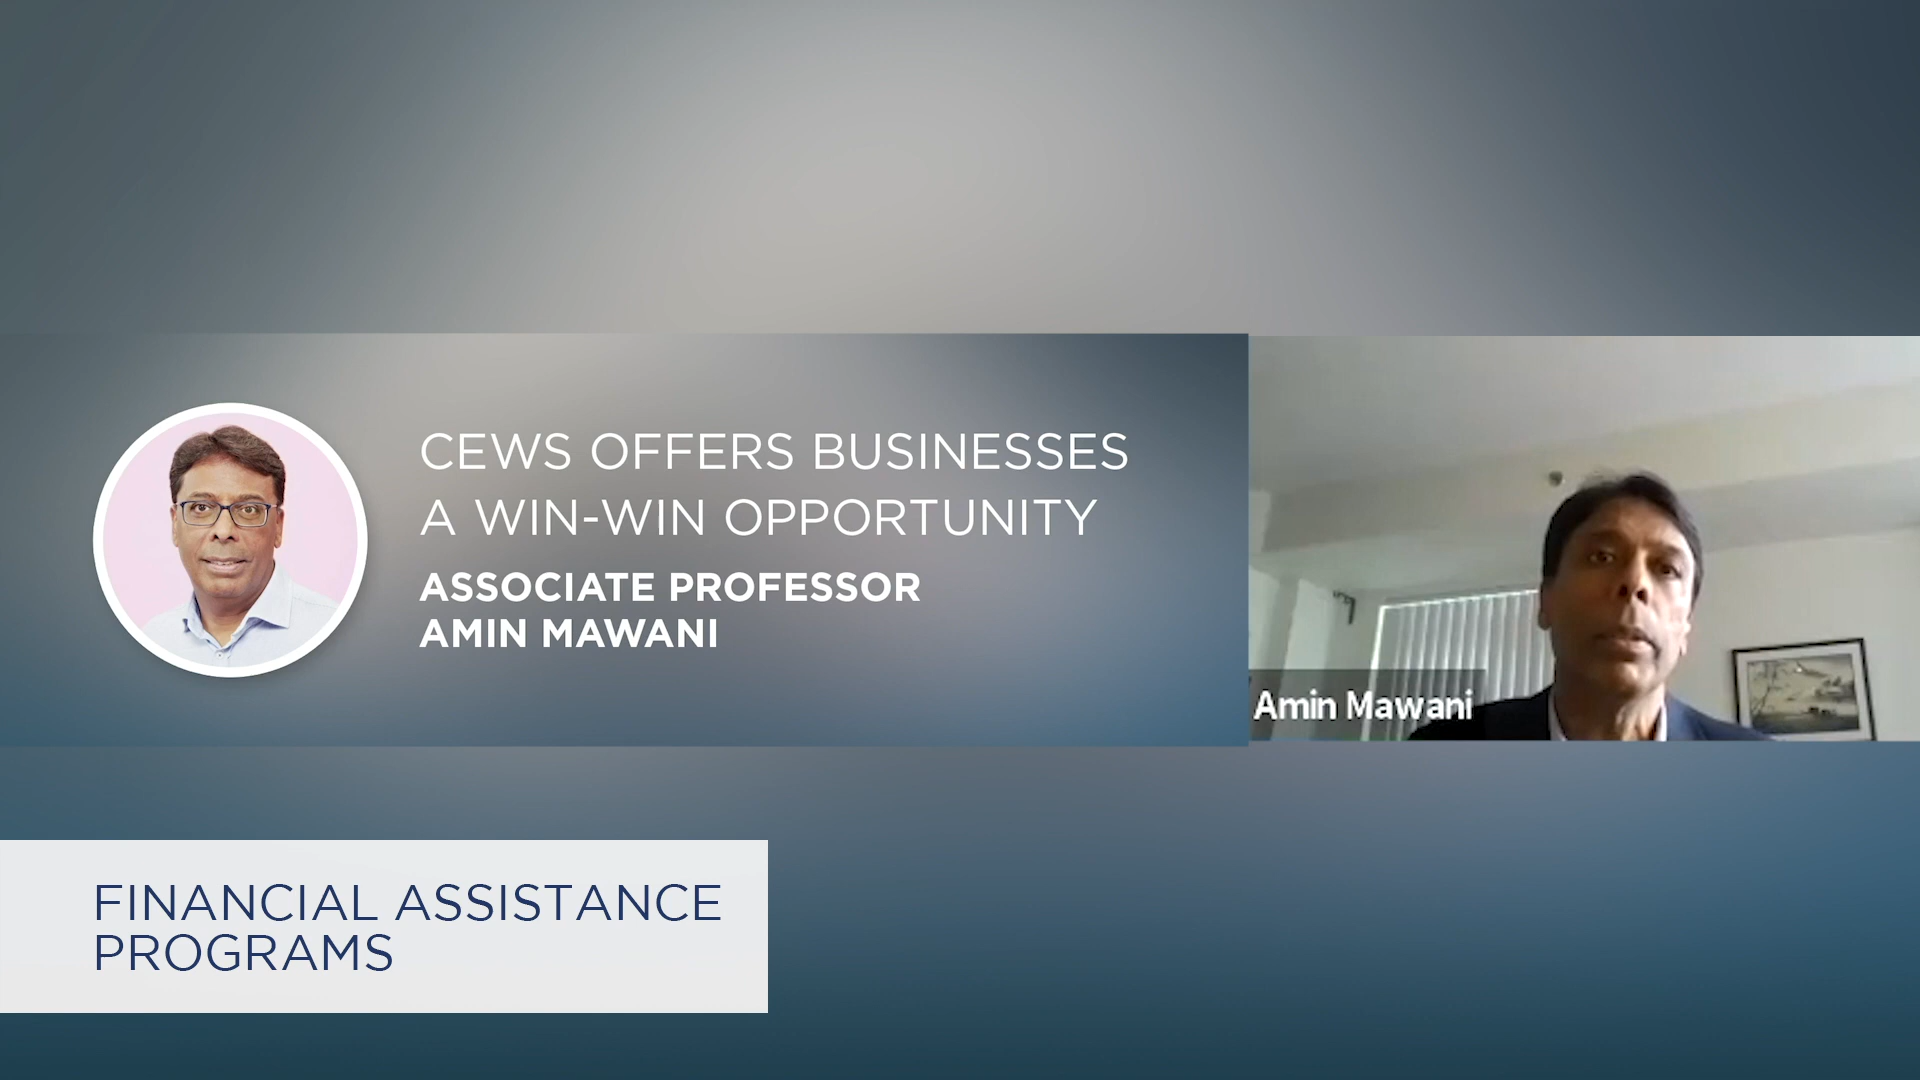 CEWS OFFERS BUSINESSES
A WIN-WIN OPPORTUNITY
ASSOCIATE PROFESSOR
AMIN MAWANI
Amin Mawani
FINANCIAL ASSISTANCE
PROGRAMS